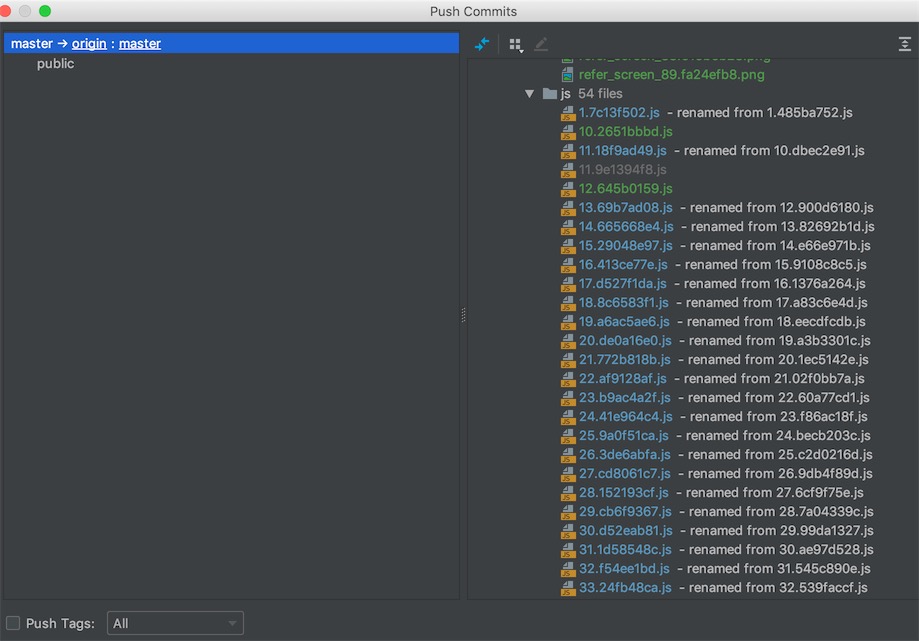 Push Commits
master → origin : master
public
refer_screen_89.fa24efb8.png
js 54 files
1.7c13f502.js - renamed from 1.485ba752.js
10.2651bbbd.js
11.18f9ad49.js - renamed from 10.dbec2e91.js
11.9e1394f8.js
12.645b0159.js
13.69b7ad08.js - renamed from 12.900d6180.js
14.665668e4.js - renamed from 13.82692b1d.js
15.29048e97.js - renamed from 14.e66e971b.js
16.413ce77e.js - renamed from 15.9108c8c5.js
17.d527f1da.js - renamed from 16.1376a264.js
18.8c6583f1.js - renamed from 17.a83c6e4d.js
19.a6ac5ae6.js - renamed from 18.eecdfcdb.js
20.de0a16e0.js - renamed from 19.a3b3301c.js
21.772b818b.js - renamed from 20.1ec5142e.js
22.af9128af.js - renamed from 21.02f0bb7a.js
23.b9ac4a2f.js - renamed from 22.60a77cd1.js
24.41e964c4.js - renamed from 23.f86ac18f.js
25.9a0f51ca.js - renamed from 24.becb203c.js
26.3de6abfa.js - renamed from 25.c2d0216d.js
27.cd8061c7.js - renamed from 26.9db4f89d.js
28.152193cf.js - renamed from 27.6cf9f75e.js
29.cb6f9367.js - renamed from 28.7a04339c.js
30.d52eab81.js - renamed from 29.99da1327.js
31.1d58548c.js - renamed from 30.ae97d528.js
32.f54ee1bd.js - renamed from 31.545c890e.js
33.24fb48ca.js - renamed from 32.539faccf.js
Push Tags: All